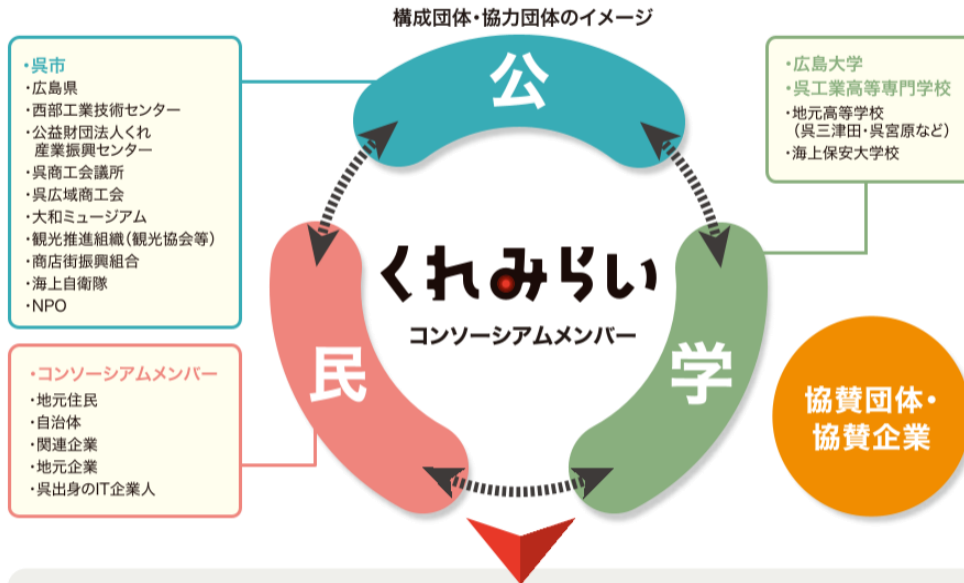 構成団体・協力団体のイメージ
・呉市
・広島県
・西部工業技術センター
・公益財団法人くれ
産業振興センター
・呉商工会議所
・呉広域商工会
・大和ミュージアム
・観光推進組織(観光協会等)
・商店街振興組合
・海上自衛隊
・NPO
公
・広島大学
・呉工業高等専門学校
・地元高等学校
(呉三津田・呉宮原など)
・海上保安大学校
くれみらい
コンソーシアムメンバー
民
学
・コンソーシアムメンバー
・地元住民
・自治体
・関連企業
・地元企業
・呉出身のIT企業人
協賛団体・
協賛企業